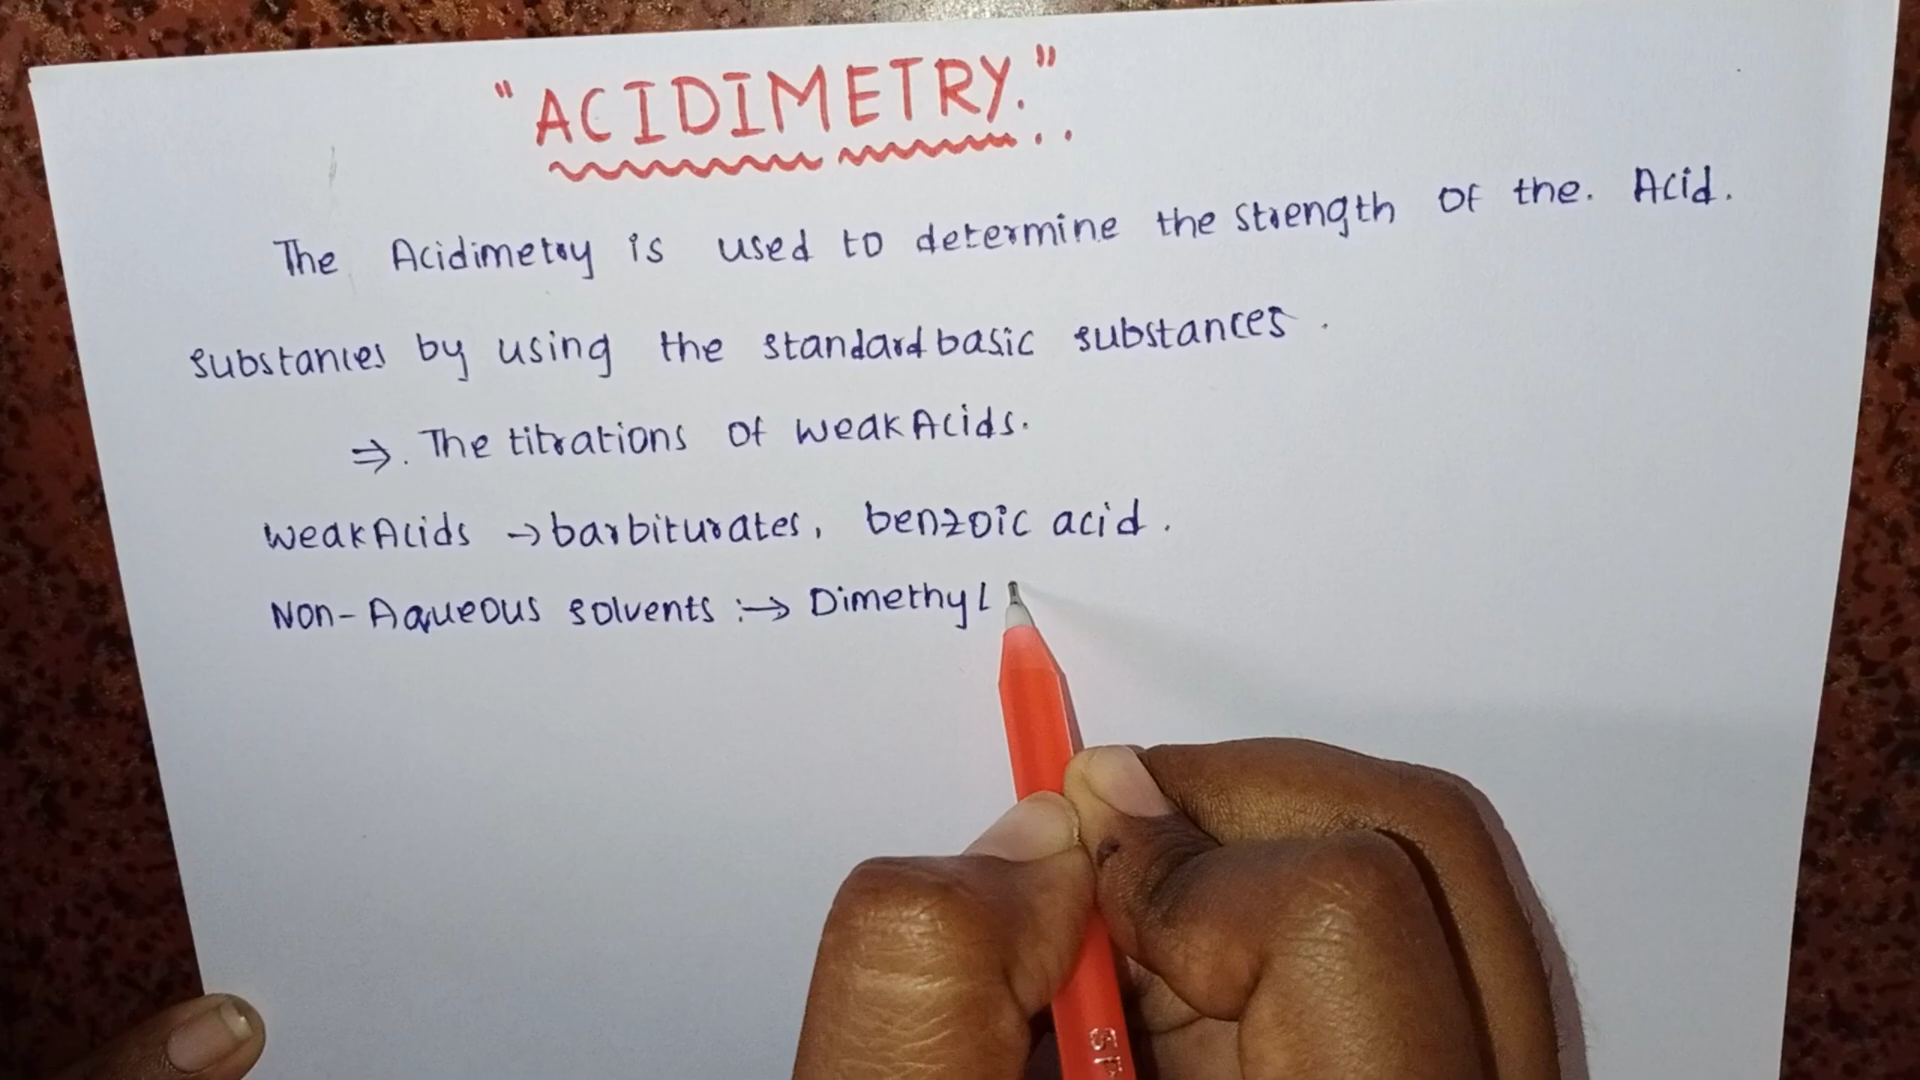 "ACIDIMETRY."
The Acidimetry is used to determine the strength of the. Acid.
substances by using the standard basic substances.
⇒. The titrations of weak Acids.
Weak Acids → barbiturates, benzoic acid.
Non-Aqueous solvents :→ Dimethyl
SP